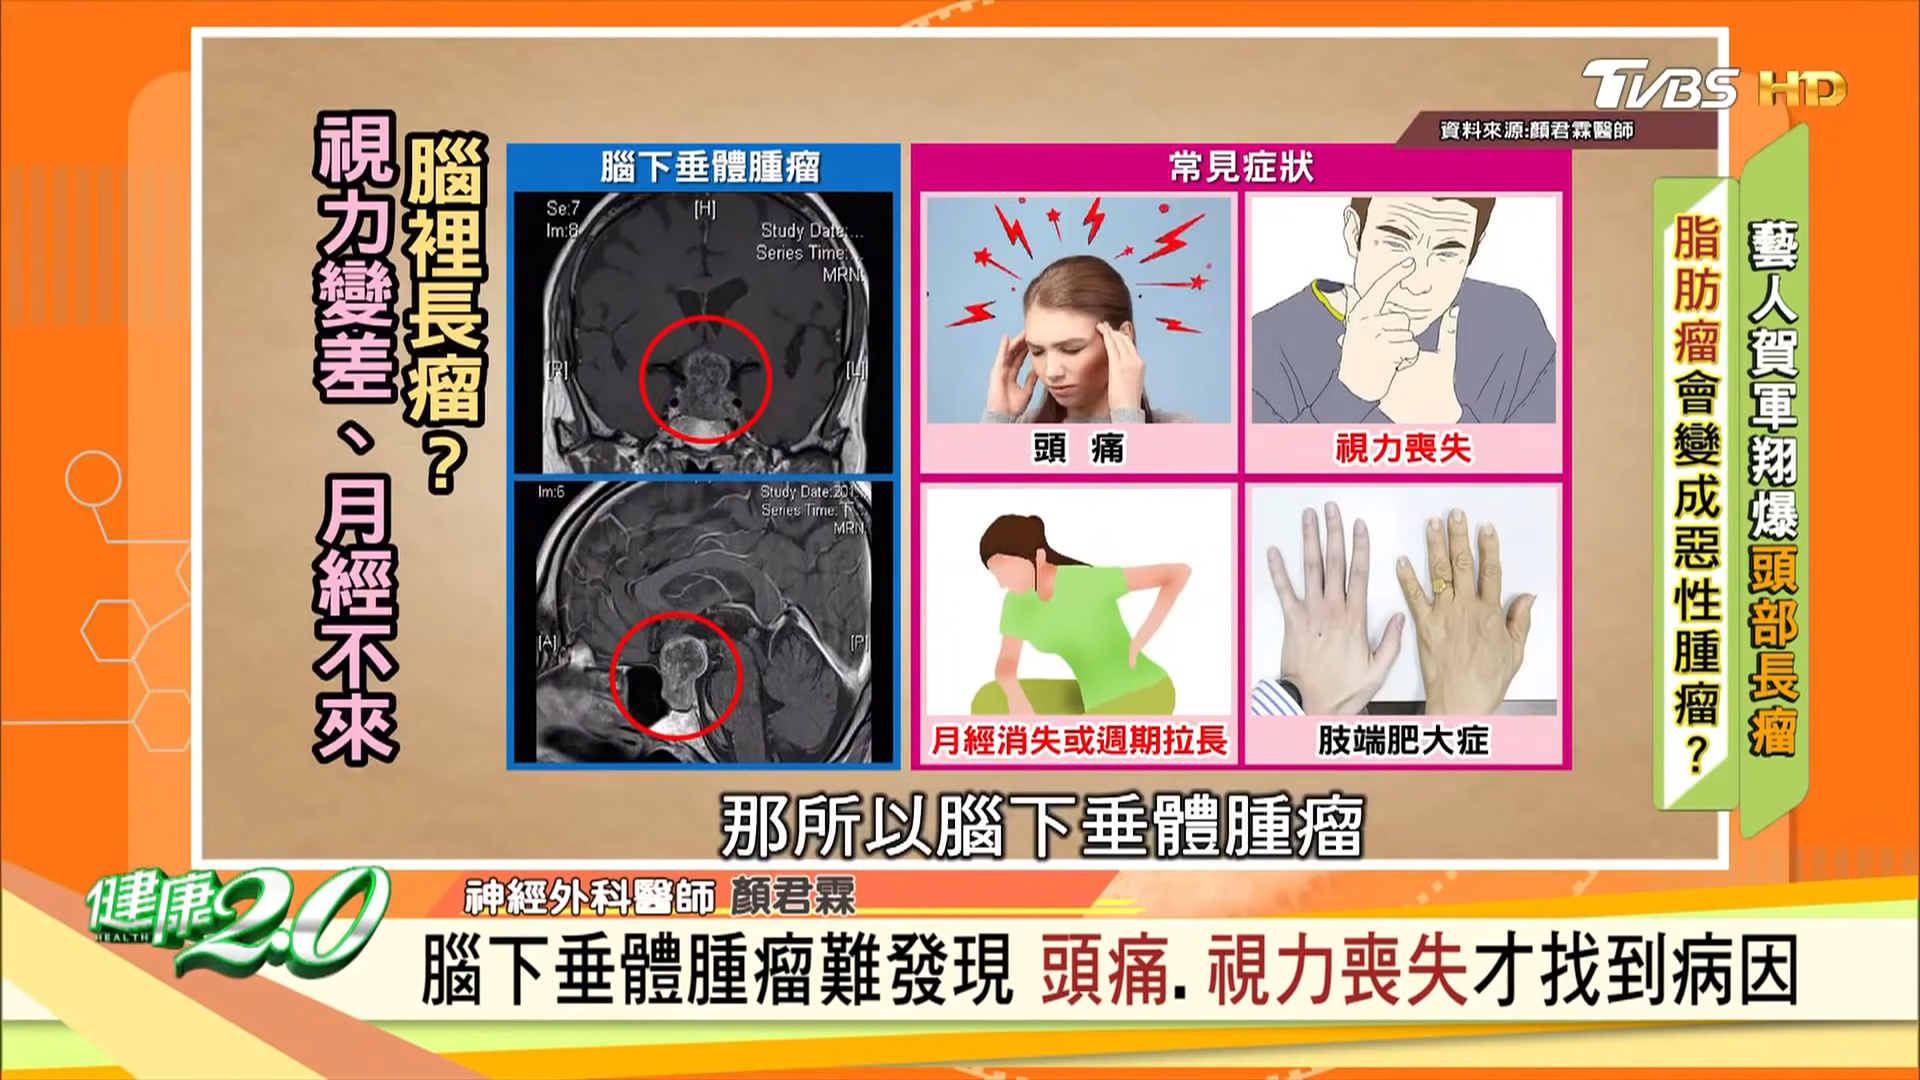 TVBS HD
資料來源:顏君霖醫師
腦裡長瘤?
視力變差、月經不來
腦下垂體腫瘤
Se:7
Im:8
[H]
Study Date:...
Series Time:...
MRN:
[R]
[L]
Im:6
Study Date:201...
Series Time:下...
MRN:
[A]
[P]
常見症狀
頭 痛
視力喪失
月經消失或週期拉長
肢端肥大症
藝人賀軍翔爆頭部長瘤
脂肪瘤會變成惡性腫瘤?
那所以腦下垂體腫瘤
健康2.0
HEALTH
神經外科醫師 顏君霖
腦下垂體腫瘤難發現 頭痛.視力喪失才找到病因